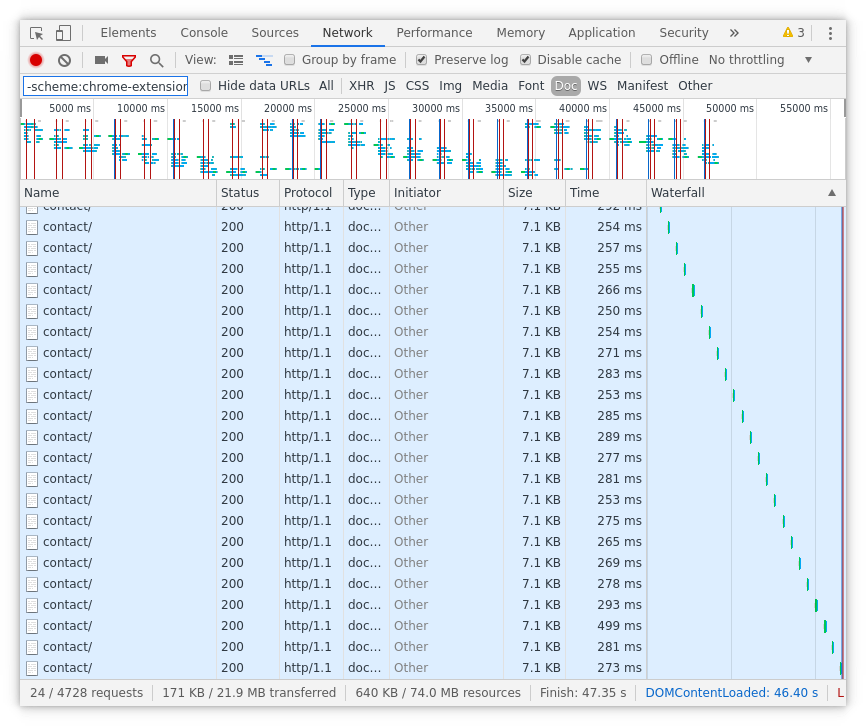 Elements Console Sources Network Performance Memory Application Security » 3
View: Group by frame Preserve log Disable cache Offline No throttling
-scheme:chrome-extension Hide data URLs All XHR JS CSS Img Media Font Doc WS Manifest Other
5000 ms 10000 ms 15000 ms 20000 ms 25000 ms 30000 ms 35000 ms 40000 ms 45000 ms 50000 ms 55000 ms
Name Status Protocol Type Initiator Size Time Waterfall
contact/ 200 http/1.1 doc... Other 7.1 KB 292 ms
contact/ 200 http/1.1 doc... Other 7.1 KB 254 ms
contact/ 200 http/1.1 doc... Other 7.1 KB 257 ms
contact/ 200 http/1.1 doc... Other 7.1 KB 255 ms
contact/ 200 http/1.1 doc... Other 7.1 KB 266 ms
contact/ 200 http/1.1 doc... Other 7.1 KB 250 ms
contact/ 200 http/1.1 doc... Other 7.1 KB 254 ms
contact/ 200 http/1.1 doc... Other 7.1 KB 271 ms
contact/ 200 http/1.1 doc... Other 7.1 KB 283 ms
contact/ 200 http/1.1 doc... Other 7.1 KB 253 ms
contact/ 200 http/1.1 doc... Other 7.1 KB 285 ms
contact/ 200 http/1.1 doc... Other 7.1 KB 289 ms
contact/ 200 http/1.1 doc... Other 7.1 KB 277 ms
contact/ 200 http/1.1 doc... Other 7.1 KB 281 ms
contact/ 200 http/1.1 doc... Other 7.1 KB 253 ms
contact/ 200 http/1.1 doc... Other 7.1 KB 275 ms
contact/ 200 http/1.1 doc... Other 7.1 KB 265 ms
contact/ 200 http/1.1 doc... Other 7.1 KB 269 ms
contact/ 200 http/1.1 doc... Other 7.1 KB 278 ms
contact/ 200 http/1.1 doc... Other 7.1 KB 293 ms
contact/ 200 http/1.1 doc... Other 7.1 KB 499 ms
contact/ 200 http/1.1 doc... Other 7.1 KB 281 ms
contact/ 200 http/1.1 doc... Other 7.1 KB 273 ms
24 / 4728 requests 171 KB / 21.9 MB transferred 640 KB / 74.0 MB resources Finish: 47.35 s DOMContentLoaded: 46.40 s L